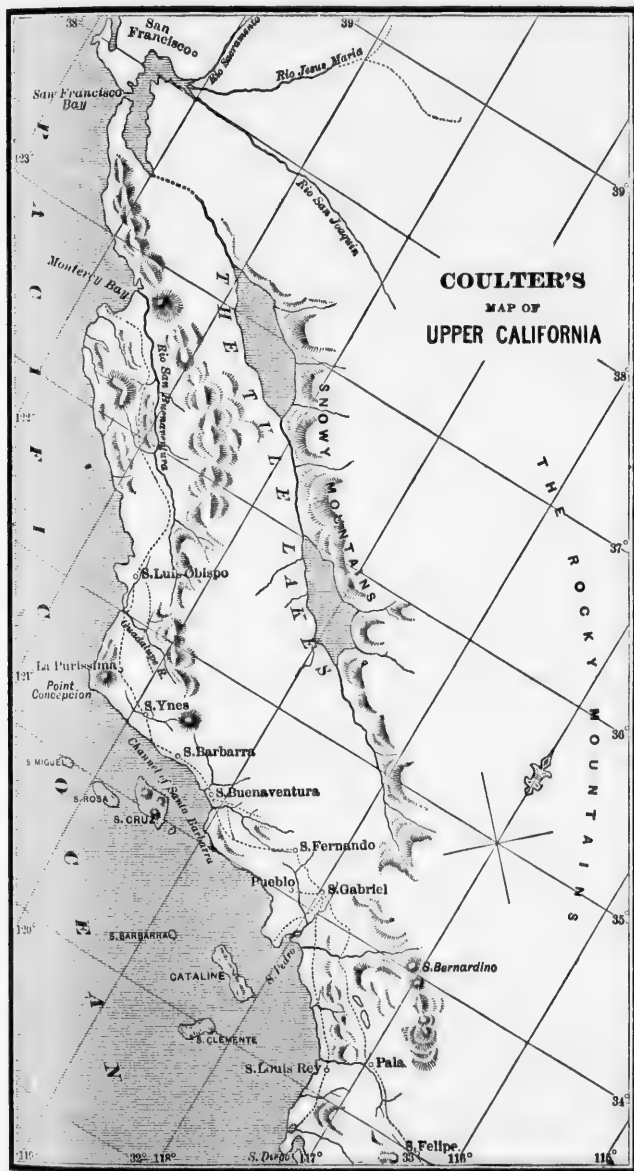 38°
39
SAN
FRANCISCO
Rio Sacramento
Rio Jesus Maria
San Francisco
Bay
123
39
Rio San Joaquin
COULTER'S
MAP OF
UPPER CALIFORNIA
Monterey Bay
Rio San Buenaventura
THE TULE LAKES
SNOWY MOUNTAINS
38
122
37
THE ROCKY MOUNTAINS
S. Luis Obispo
Guadalupe R.
La Purissima
121
Point
Concepcion
S. Ynes
36
S. Barbarra
S. MIGUEL
Channel of Santa Barbarra
S. ROSA
S. Buenaventura
S. CRUZ
S. Fernando
Pueblo
S. Gabriel
35
120
S. BARBARRA
S. Pedro
S. Bernardino
CATALINE
S. CLEMENTE
S. Louis Rey
Pala
34
PACIFIC OCEAN
S. Felipe
S. Diego
119
32°
118°
117°
33°
116°
115°